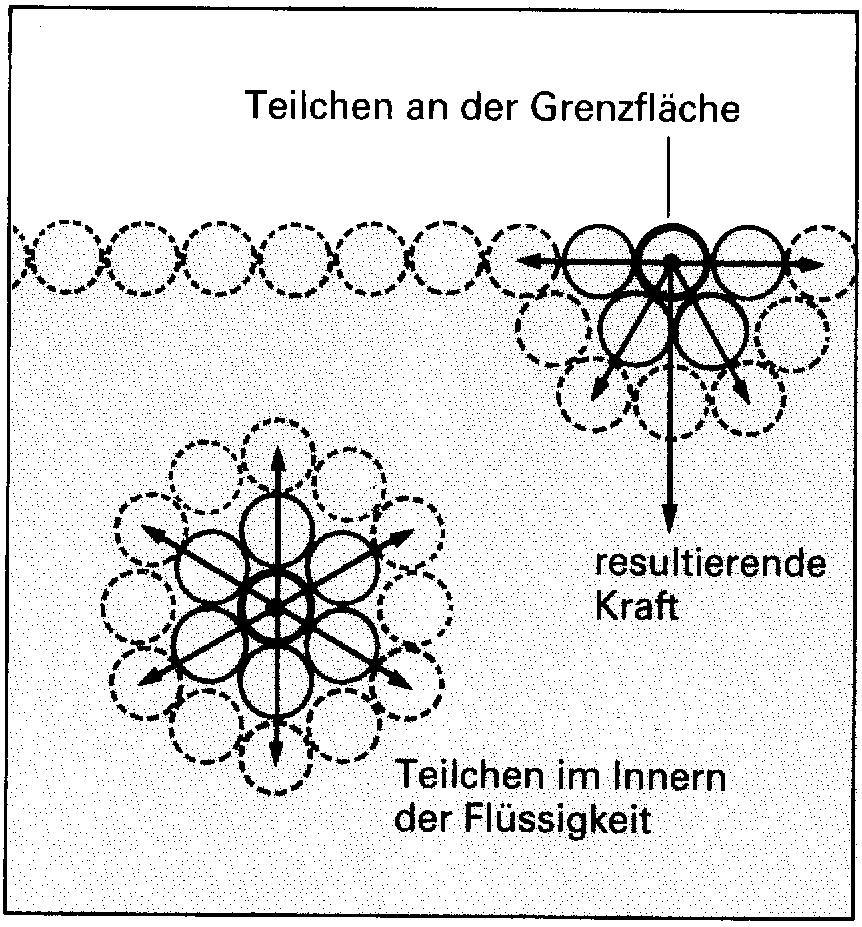 Teilchen an der Grenzfläche
resultierende
Kraft
Teilchen im Innern
der Flüssigkeit